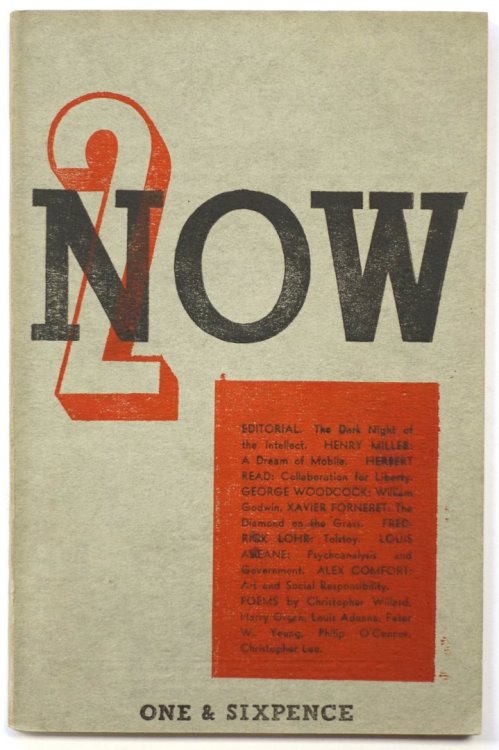 2
NOW
EDITORIAL. The Dark Night of
the Intellect. HENRY MILLER:
A Dream of Mobile. HERBERT
READ: Collaboration for Liberty.
GEORGE WOODCOCK: William
Godwin. XAVIER FORNERET: The
Diamond on the Grass. FRED-
RICK LOHR: Tolstoy. LOUIS
ADEANE: Psychoanalysis and
Government. ALEX COMFORT:
Art and Social Responsibility.
POEMS by Christopher Willard,
Harry Green, Louis Adeane, Peter
W. Young, Philip O'Connor,
Christopher Lee.
ONE & SIXPENCE